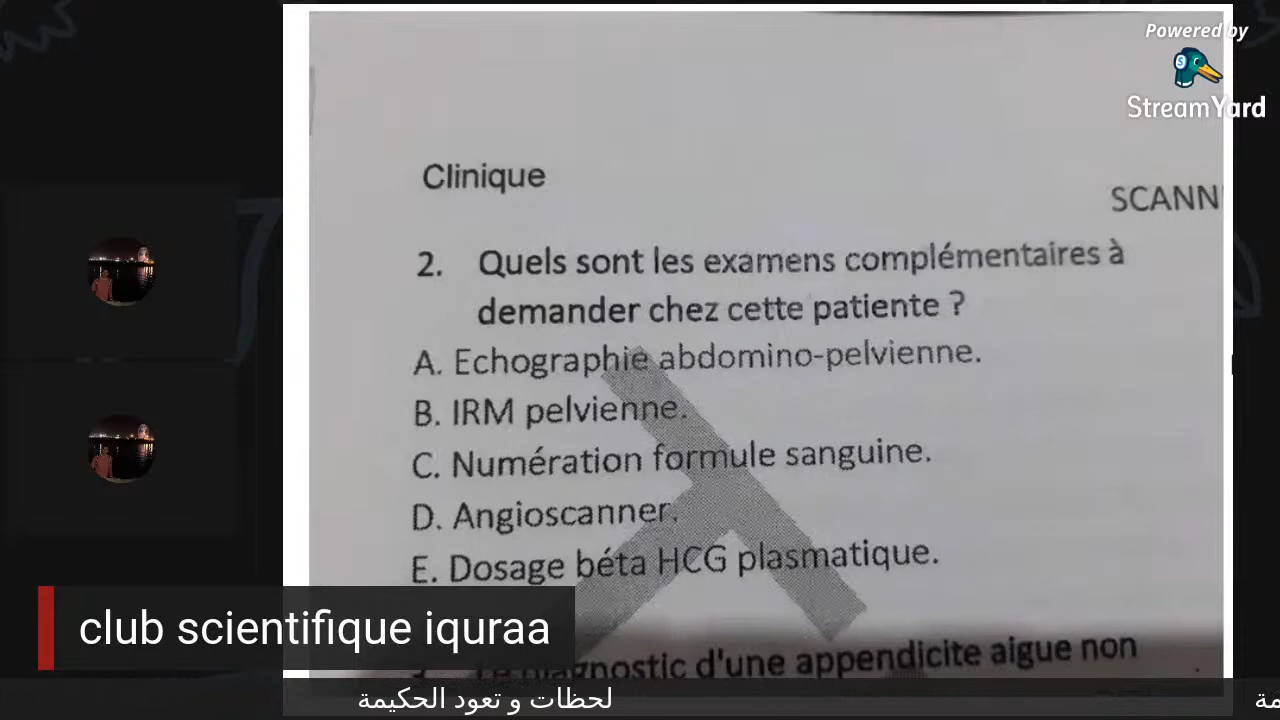 Powered by
StreamYard
Clinique
SCANN
2. Quels sont les examens complémentaires à
demander chez cette patiente ?
A. Echographie abdomino-pelvienne.
B. IRM pelvienne.
C. Numération formule sanguine.
D. Angioscanner.
E. Dosage béta HCG plasmatique.
diagnostic d'une appendicite aigue non
club scientifique iquraa
لحظات و تعود الحكيمة